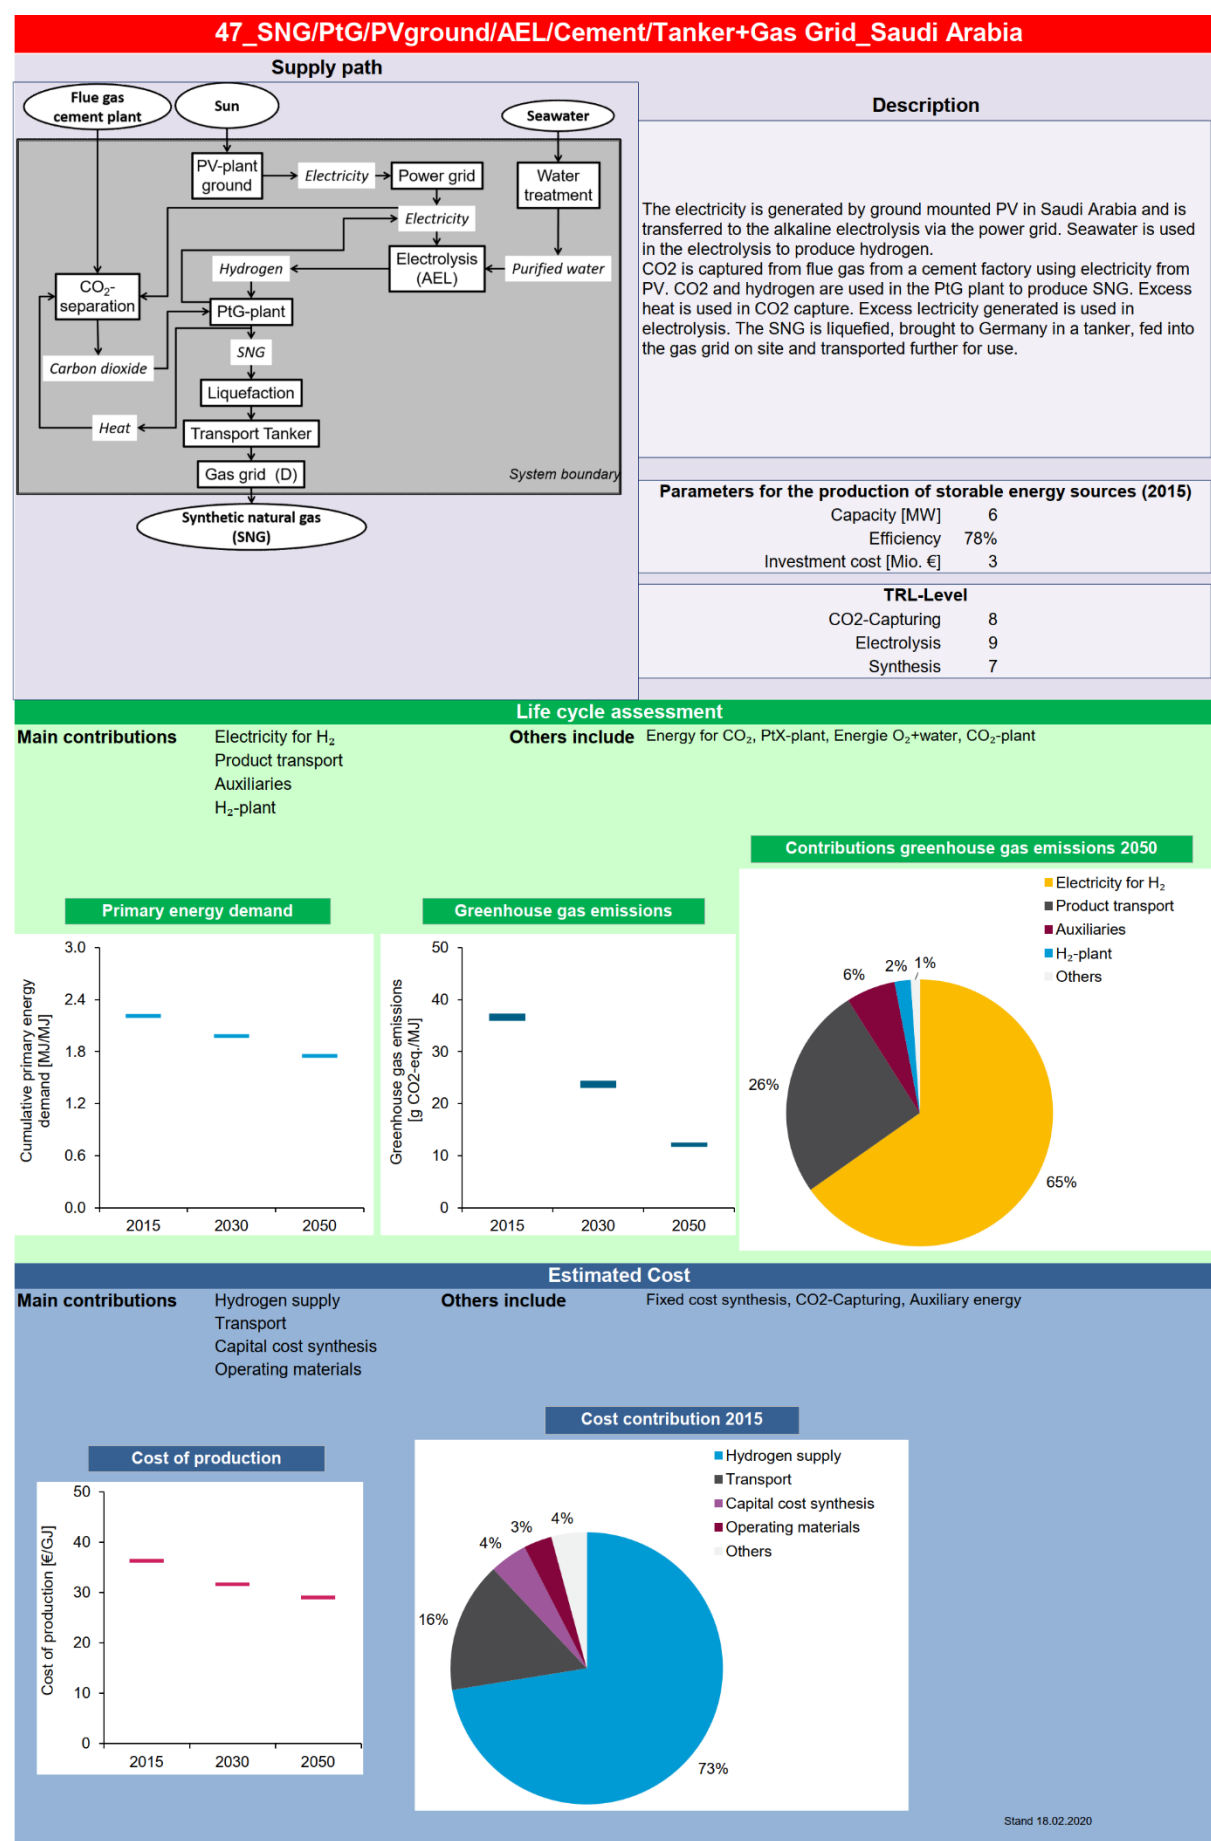 47_SNG/PtG/PVground/AEL/Cement/Tanker+Gas Grid_Saudi Arabia
Supply path
Flue gas
cement plant
Sun
Seawater
PV-plant
ground
Electricity
Power grid
Water
treatment
Electricity
Hydrogen
Electrolysis
(AEL)
Purified water
CO₂-
separation
PtG-plant
SNG
Carbon dioxide
Liquefaction
Heat
Transport Tanker
Gas grid (D)
System boundary
Synthetic natural gas
(SNG)
Description
The electricity is generated by ground mounted PV in Saudi Arabia and is
transferred to the alkaline electrolysis via the power grid. Seawater is used
in the electrolysis to produce hydrogen.
CO2 is captured from flue gas from a cement factory using electricity from
PV. CO2 and hydrogen are used in the PtG plant to produce SNG. Excess
heat is used in CO2 capture. Excess lectricity generated is used in
electrolysis. The SNG is liquefied, brought to Germany in a tanker, fed into
the gas grid on site and transported further for use.
Parameters for the production of storable energy sources (2015)
Capacity [MW] 6
Efficiency 78%
Investment cost [Mio. €] 3
TRL-Level
CO2-Capturing 8
Electrolysis 9
Synthesis 7
Life cycle assessment
Main contributions
Electricity for H₂
Product transport
Auxiliaries
H₂-plant
Others include Energy for CO₂, PtX-plant, Energie O₂+water, CO₂-plant
Primary energy demand
Cumulative primary energy
demand [MJ/MJ]
3.0
2.4
1.8
1.2
0.6
0.0
2015 2030 2050
Greenhouse gas emissions
Greenhouse gas emissions
[g CO2-eq./MJ]
50
40
30
20
10
0
2015 2030 2050
Contributions greenhouse gas emissions 2050
Electricity for H₂
Product transport
Auxiliaries
H₂-plant
Others
1%
2%
6%
26%
65%
Estimated Cost
Main contributions
Hydrogen supply
Transport
Capital cost synthesis
Operating materials
Others include Fixed cost synthesis, CO2-Capturing, Auxiliary energy
Cost of production
Cost of production [€/GJ]
50
40
30
20
10
0
2015 2030 2050
Cost contribution 2015
Hydrogen supply
Transport
Capital cost synthesis
Operating materials
Others
4%
3%
4%
16%
73%
Stand 18.02.2020